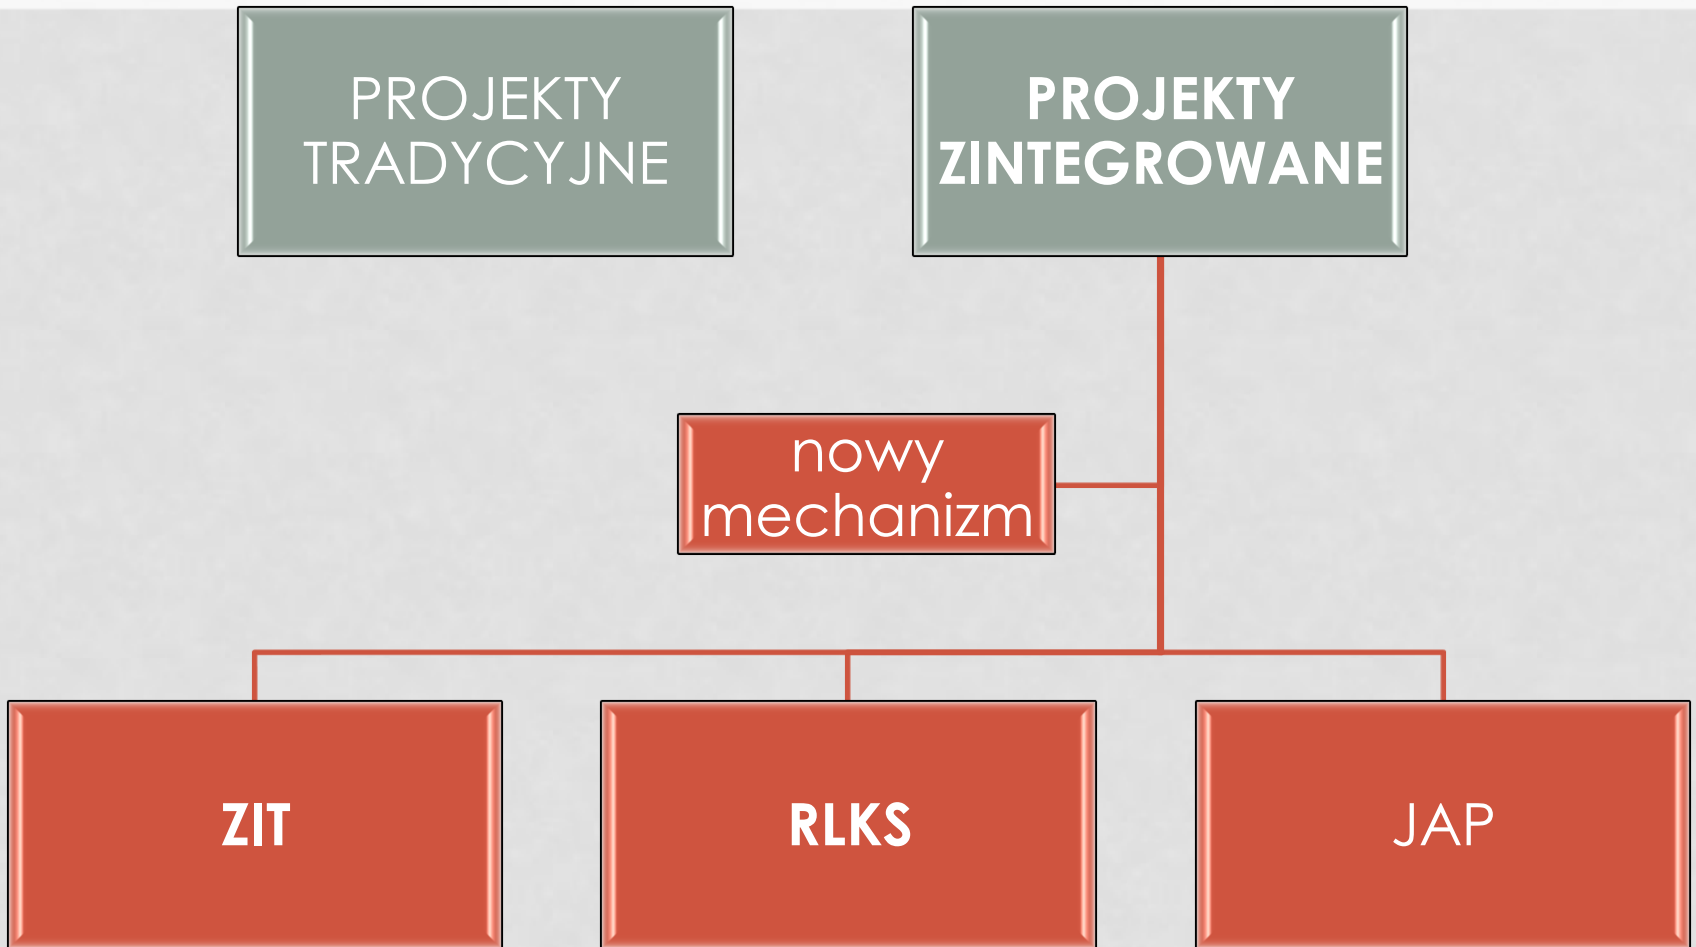 PROJEKTY
TRADYCYJNE
PROJEKTY
ZINTEGROWANE
nowy
mechanizm
ZIT
RLKS
JAP